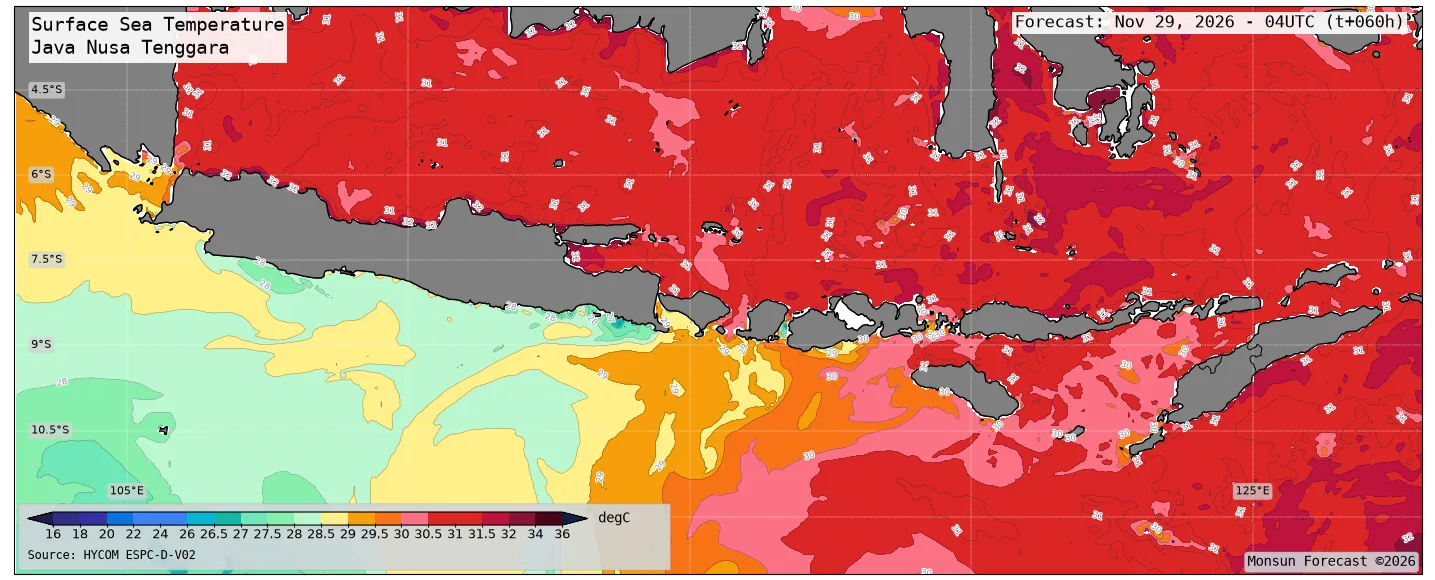 Surface Sea Temperature
Java Nusa Tenggara
Forecast: Nov 29, 2026 - 04UTC (t+060h)
4.5°S
6°S
7.5°S
9°S
10.5°S
105°E
125°E
16 18 20 22 24 26 26.5 27 27.5 28 28.5 29 29.5 30 30.5 31 31.5 32 34 36
degC
Source: HYCOM ESPC-D-V02
Monsun Forecast ©2026